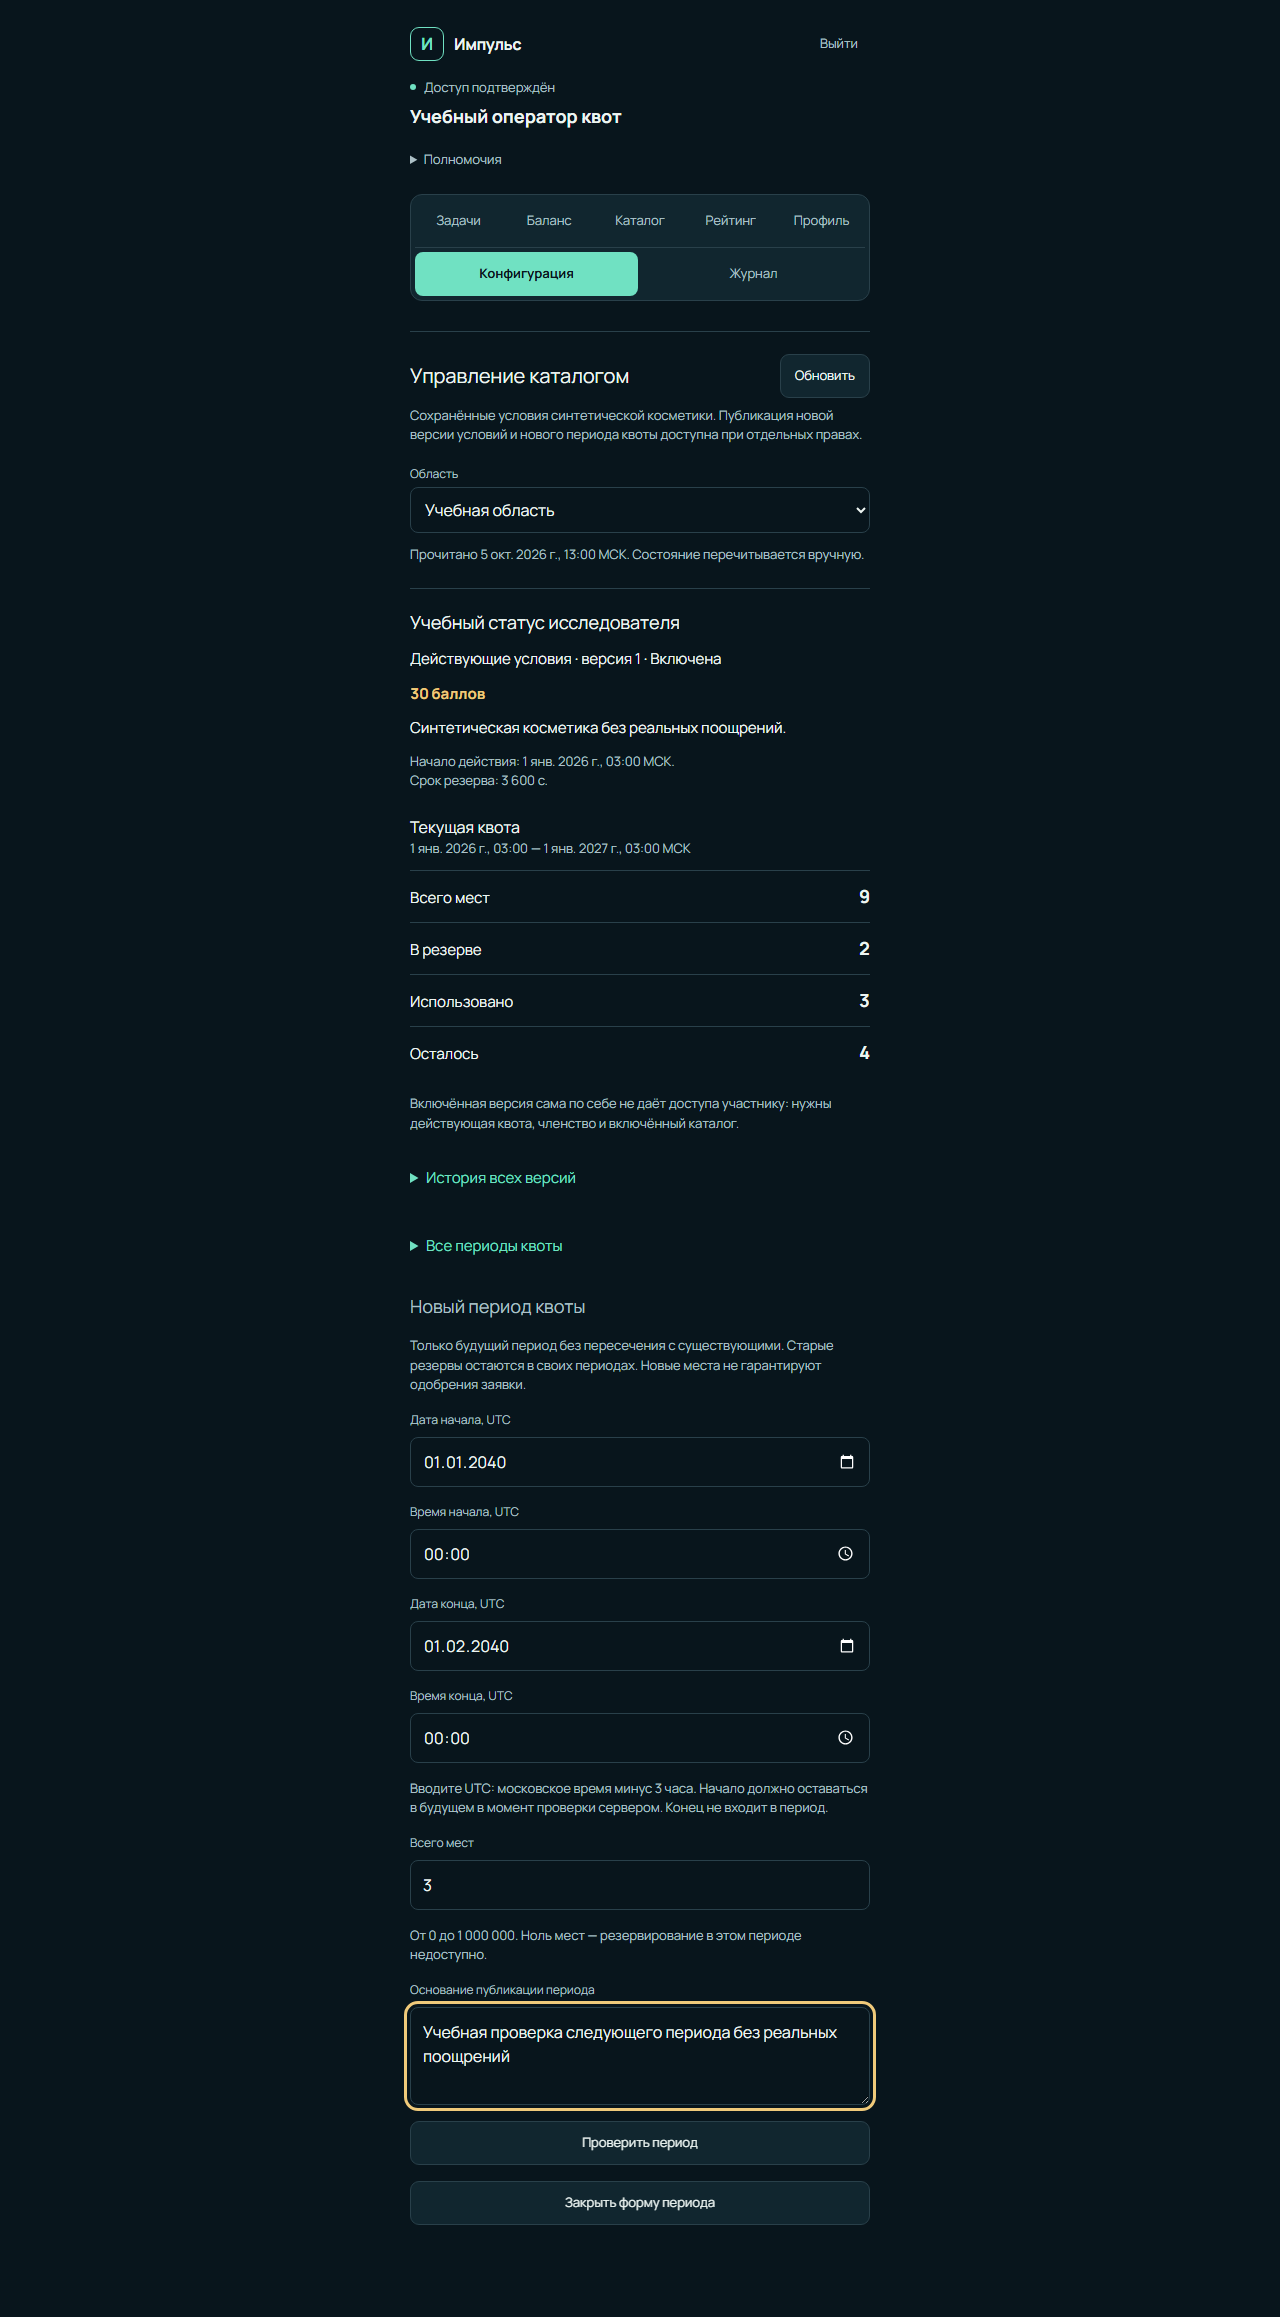 И Импульс
Выйти
Доступ подтверждён
Учебный оператор квот
Полномочия
Задачи Баланс Каталог Рейтинг Профиль
Конфигурация Журнал
Управление каталогом
Обновить
Сохранённые условия синтетической косметики. Публикация новой
версии условий и нового периода квоты доступна при отдельных правах.
Область
Учебная область
Прочитано 5 окт. 2026 г., 13:00 МСК. Состояние перечитывается вручную.
Учебный статус исследователя
Действующие условия · версия 1 · Включена
30 баллов
Синтетическая косметика без реальных поощрений.
Начало действия: 1 янв. 2026 г., 03:00 МСК.
Срок резерва: 3 600 с.
Текущая квота
1 янв. 2026 г., 03:00 — 1 янв. 2027 г., 03:00 МСК
Всего мест 9
В резерве 2
Использовано 3
Осталось 4
Включённая версия сама по себе не даёт доступа участнику: нужны
действующая квота, членство и включённый каталог.
История всех версий
Все периоды квоты
Новый период квоты
Только будущий период без пересечения с существующими. Старые
резервы остаются в своих периодах. Новые места не гарантируют
одобрения заявки.
Дата начала, UTC
01.01.2040
Время начала, UTC
00:00
Дата конца, UTC
01.02.2040
Время конца, UTC
00:00
Вводите UTC: московское время минус 3 часа. Начало должно оставаться
в будущем в момент проверки сервером. Конец не входит в период.
Всего мест
3
От 0 до 1 000 000. Ноль мест — резервирование в этом периоде
недоступно.
Основание публикации периода
Учебная проверка следующего периода без реальных
поощрений
Проверить период
Закрыть форму периода